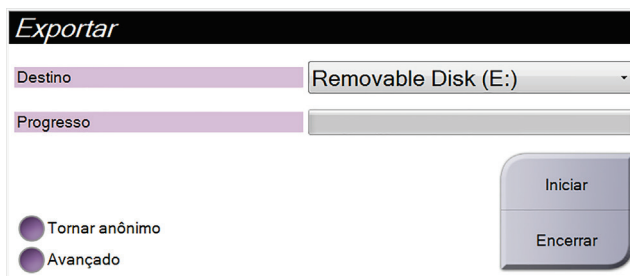 Exportar
Destino
Removable Disk (E:)
Progresso
Iniciar
Tornar anônimo
Encerrar
Avançado